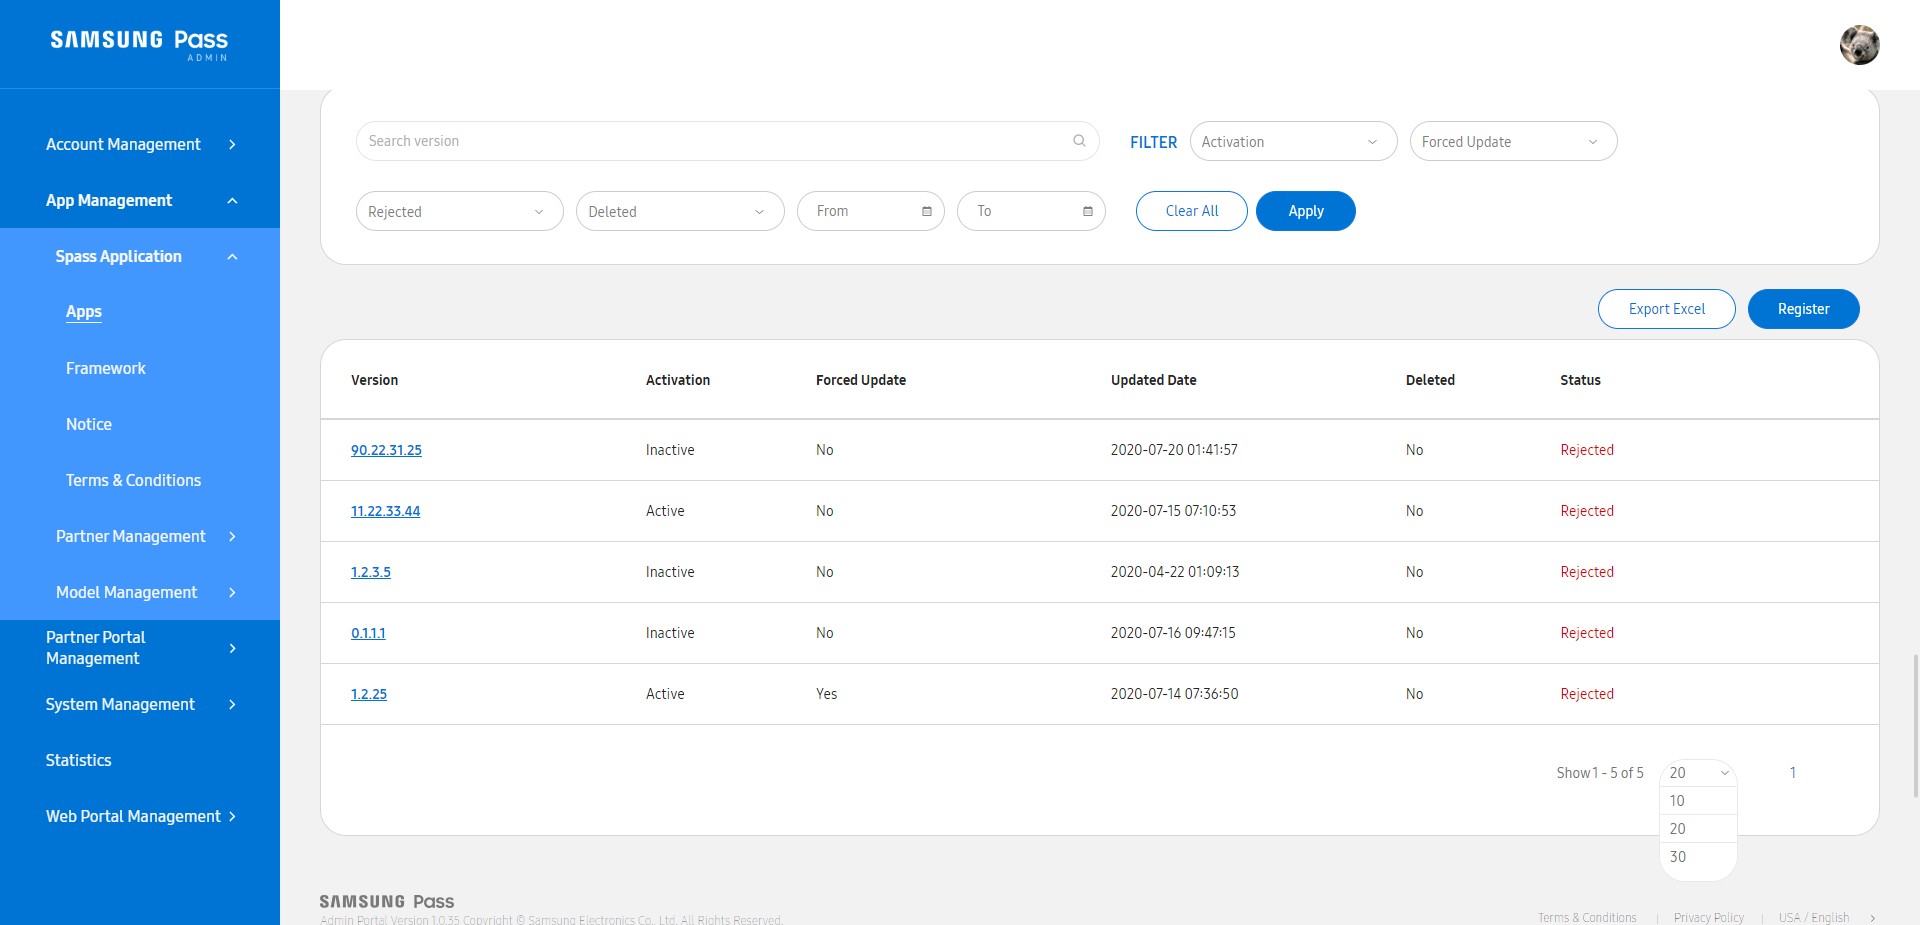 SAMSUNG Pass
ADMIN
Account Management
App Management
Spass Application
Apps
Framework
Notice
Terms & Conditions
Partner Management
Model Management
Partner Portal
Management
System Management
Statistics
Web Portal Management
Search version
FILTER
Activation
Forced Update
Rejected
Deleted
From
To
Clear All
Apply
Export Excel
Register
Version Activation Forced Update Updated Date Deleted Status
90.22.31.25 Inactive No 2020-07-20 01:41:57 No Rejected
11.22.33.44 Active No 2020-07-15 07:10:53 No Rejected
1.2.3.5 Inactive No 2020-04-22 01:09:13 No Rejected
0.1.1.1 Inactive No 2020-07-16 09:47:15 No Rejected
1.2.25 Active Yes 2020-07-14 07:36:50 No Rejected
Show 1 - 5 of 5 20 1
10
20
30
SAMSUNG Pass
Admin Portal Version 1.0.35 Copyright © Samsung Electronics Co., Ltd. All Rights Reserved.
Terms & Conditions | Privacy Policy | USA / English